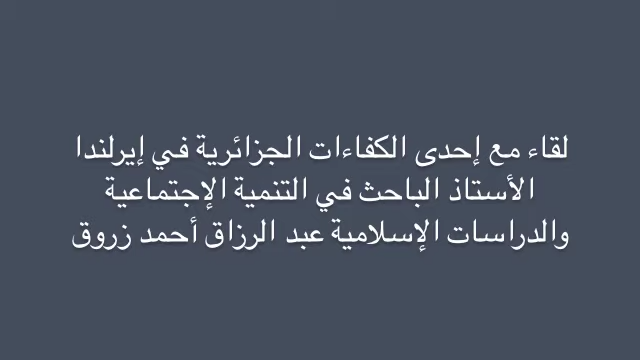 لقاء مع إحدى الكفاءات الجزائرية في إيرلندا
الأستاذ الباحث في التنمية الإجتماعية
والدراسات الإسلامية عبد الرزاق أحمد زروق